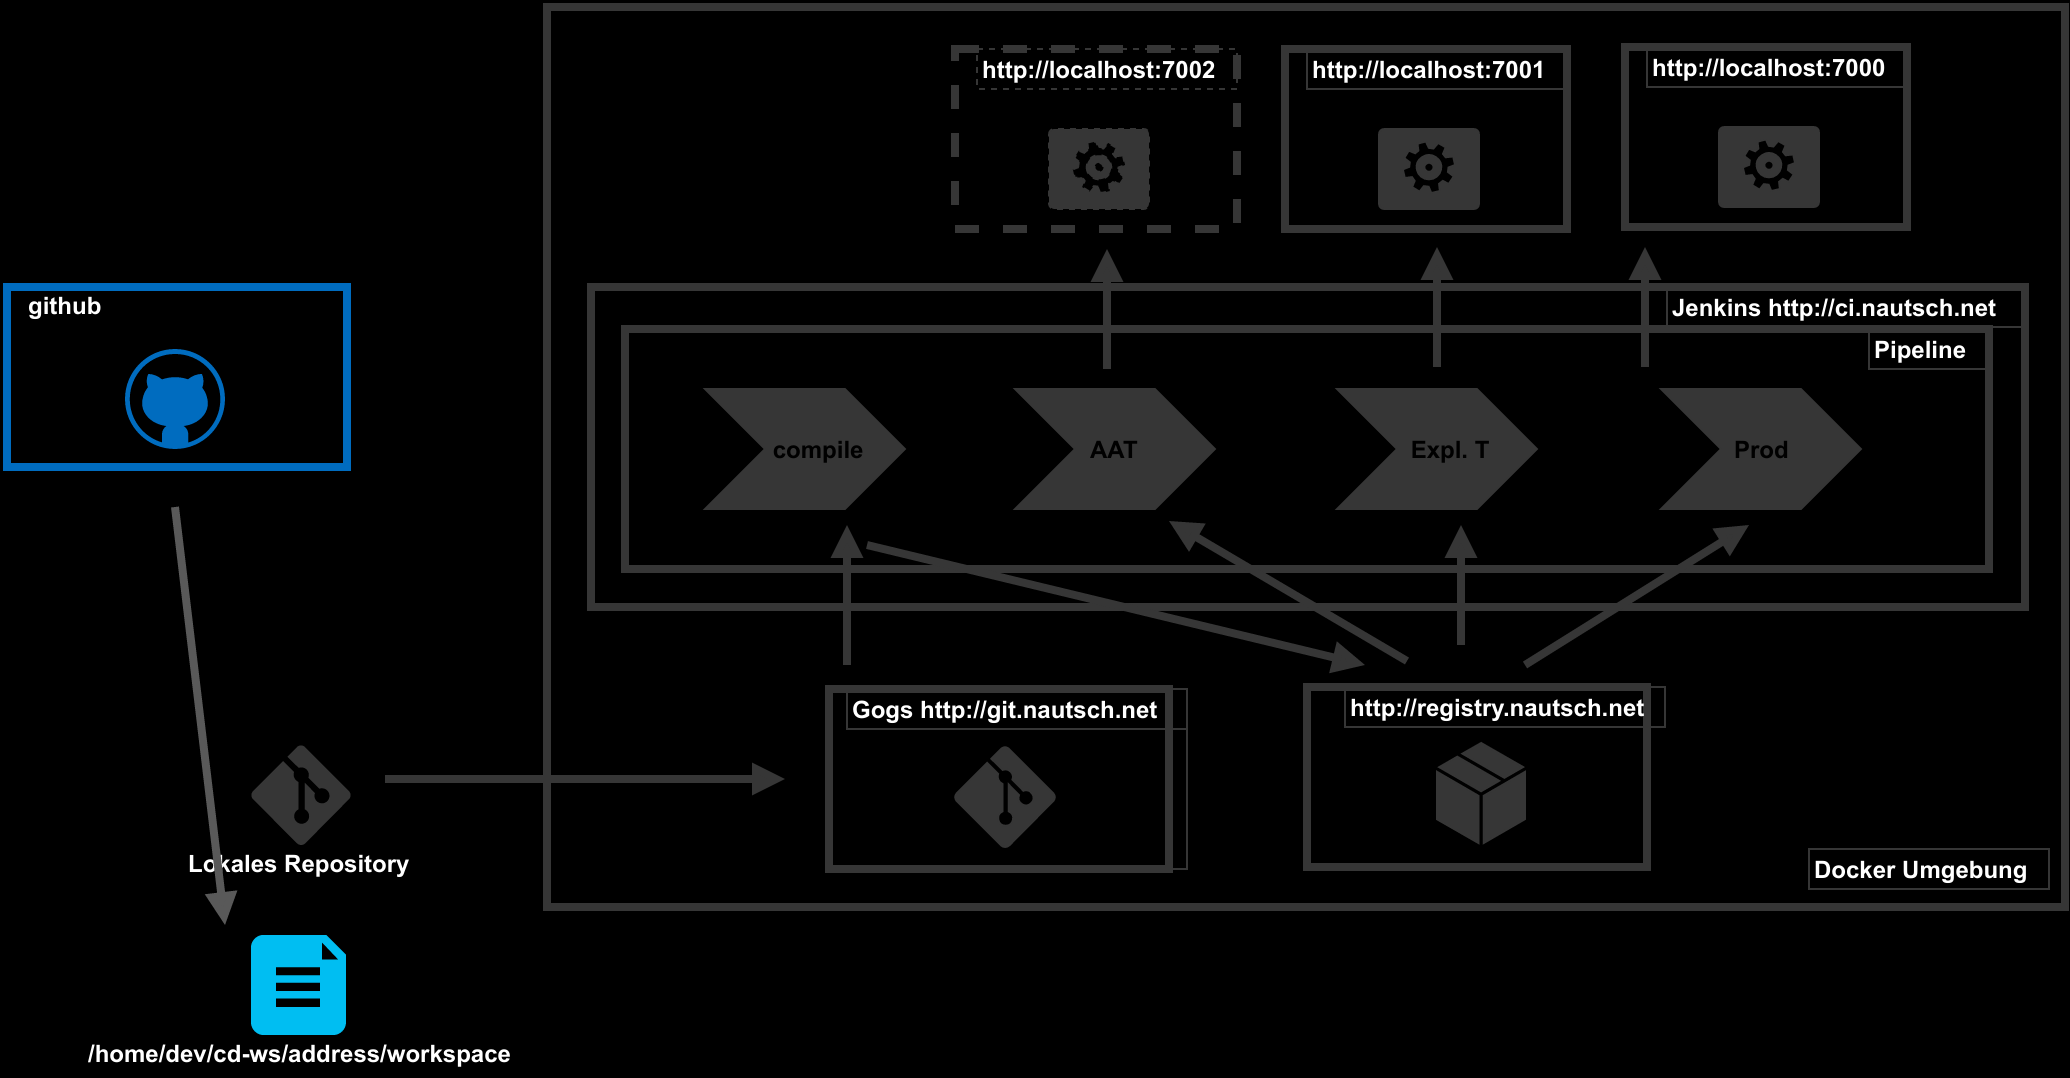 http://localhost:7002
http://localhost:7001
http://localhost:7000
github
Jenkins http://ci.nautsch.net
Pipeline
compile
AAT
Expl. T
Prod
Gogs http://git.nautsch.net
http://registry.nautsch.net
Lokales Repository
Docker Umgebung
/home/dev/cd-ws/address/workspace